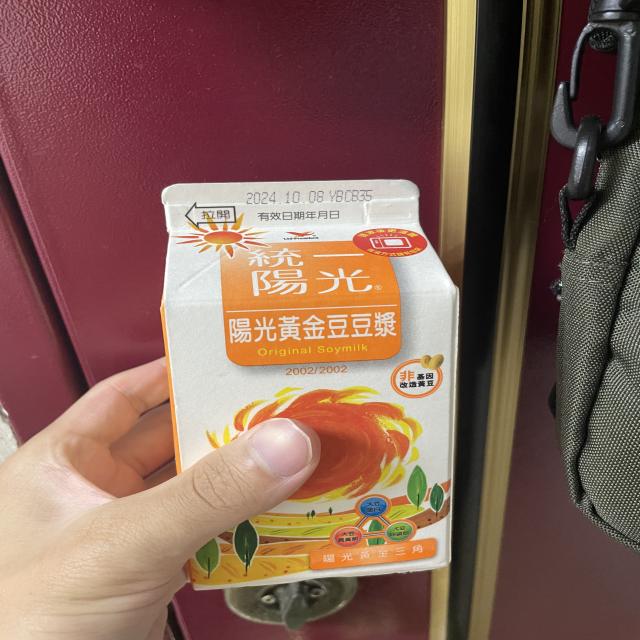 2024 10.08 YBCB35
拉開
有效日期年月日
統一
陽光®
陽光黃金豆豆漿
Original Soymilk
2002/2002
非基因
改造黃豆
陽光黃金三角